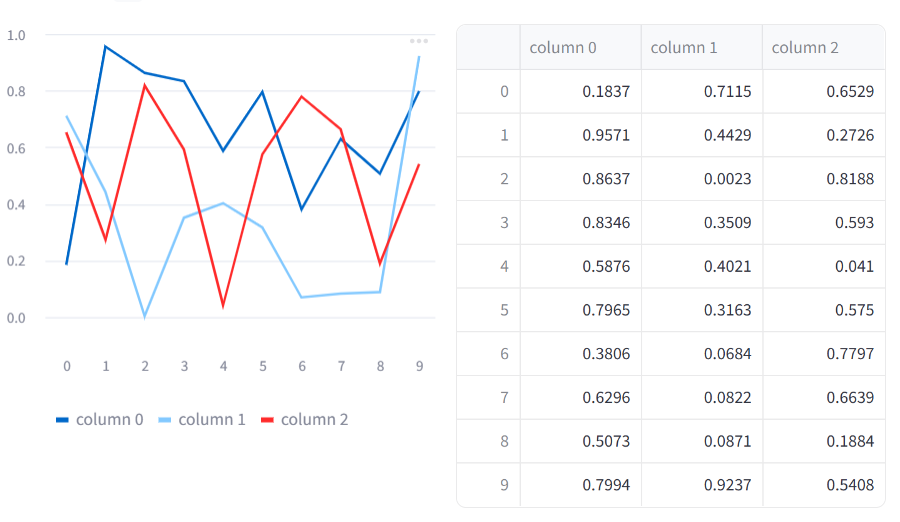 1.0
0.8
0.6
0.4
0.2
0.0
0 1 2 3 4 5 6 7 8 9
column 0 column 1 column 2
column 0 column 1 column 2
0 0.1837 0.7115 0.6529
1 0.9571 0.4429 0.2726
2 0.8637 0.0023 0.8188
3 0.8346 0.3509 0.593
4 0.5876 0.4021 0.041
5 0.7965 0.3163 0.575
6 0.3806 0.0684 0.7797
7 0.6296 0.0822 0.6639
8 0.5073 0.0871 0.1884
9 0.7994 0.9237 0.5408